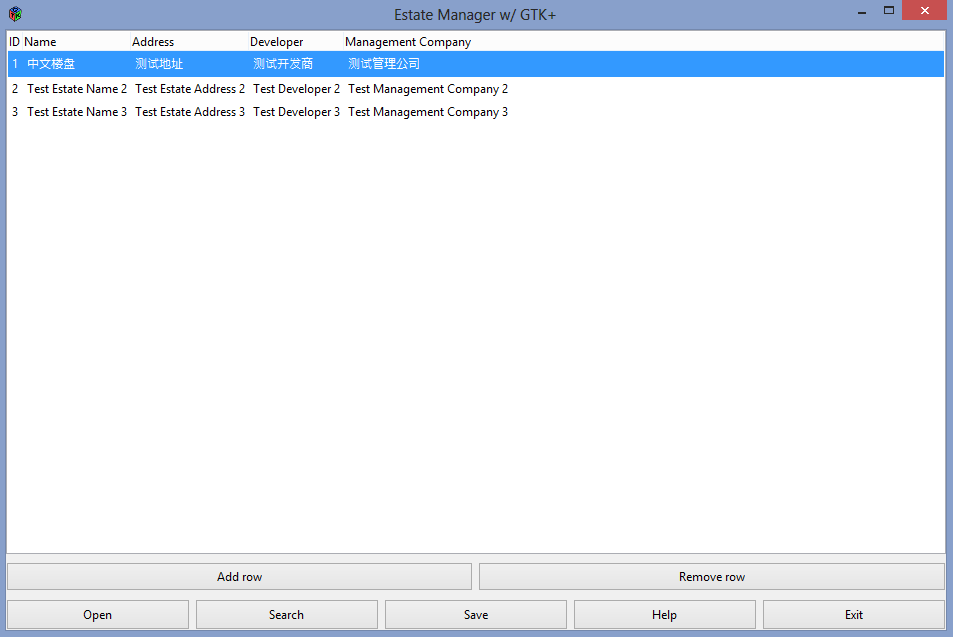 Estate Manager w/ GTK+
ID Name Address Developer Management Company
1 中文楼盘 测试地址 测试开发商 测试管理公司
2 Test Estate Name 2 Test Estate Address 2 Test Developer 2 Test Management Company 2
3 Test Estate Name 3 Test Estate Address 3 Test Developer 3 Test Management Company 3
Add row Remove row
Open Search Save Help Exit